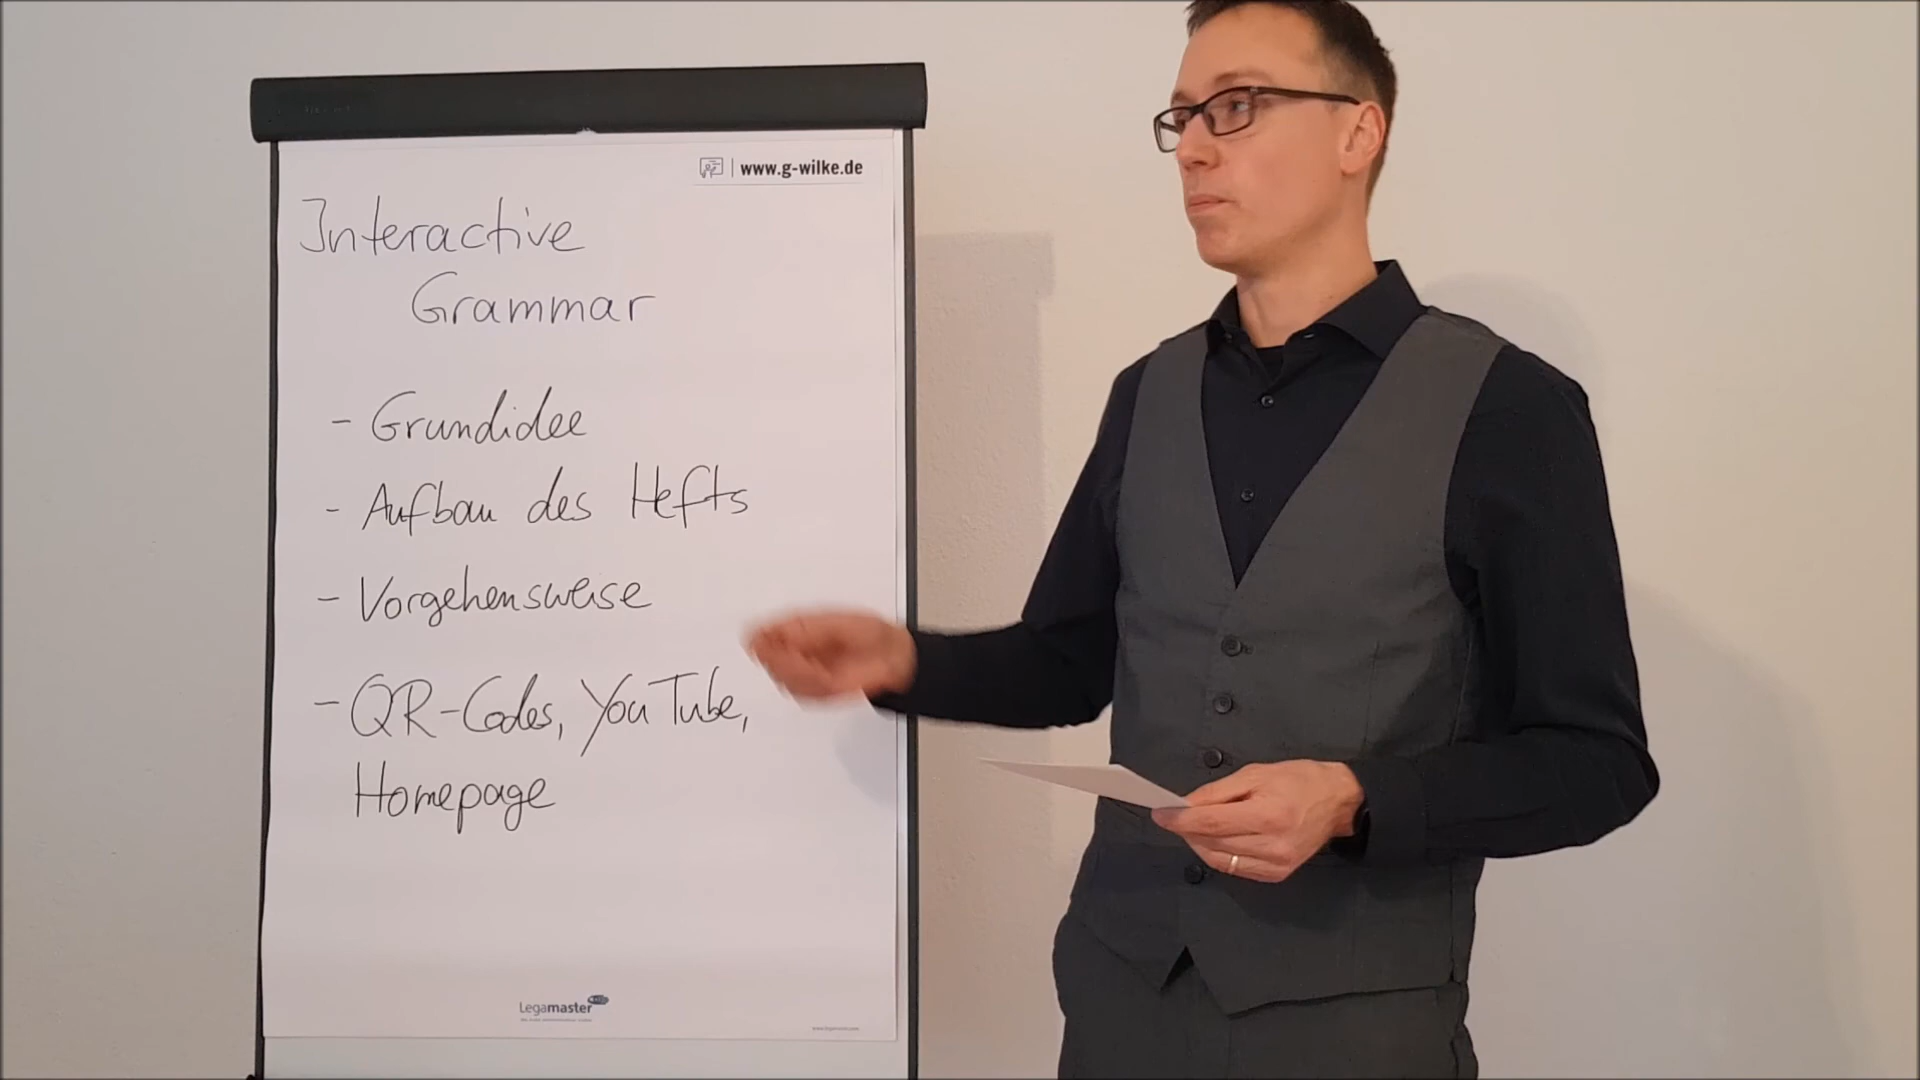 www.g-wilke.de
Interactive
Grammar
- Grundidee
- Aufbau des Hefts
- Vorgehensweise
- QR-Codes, YouTube,
Homepage
Legamaster